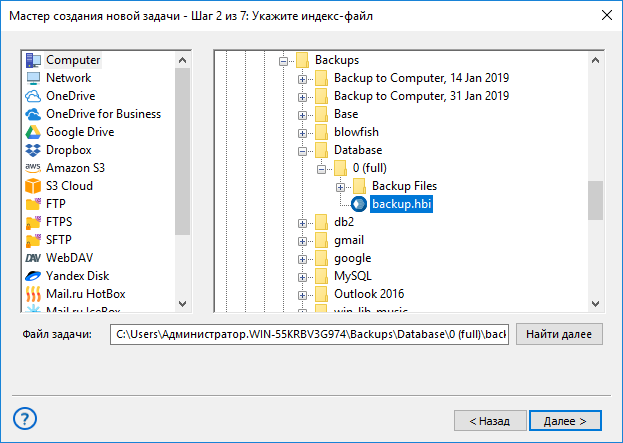 Мастер создания новой задачи - Шаг 2 из 7: Укажите индекс-файл
Computer
Network
OneDrive
OneDrive for Business
Google Drive
Dropbox
aws
Amazon S3
S3 Cloud
FTP
FTPS
SFTP
DAV
WebDAV
Yandex Disk
Mail.ru HotBox
Mail.ru IceBox
Backups
Backup to Computer, 14 Jan 2019
Backup to Computer, 31 Jan 2019
Base
blowfish
Database
0 (full)
Backup Files
backup.hbi
db2
gmail
google
MySQL
Outlook 2016
win-lib-music
Файл задачи:
C:\Users\Администратор.WIN-55KRBV3G974\Backups\Database\0 (full)\back
Найти далее
?
< Назад
Далее >